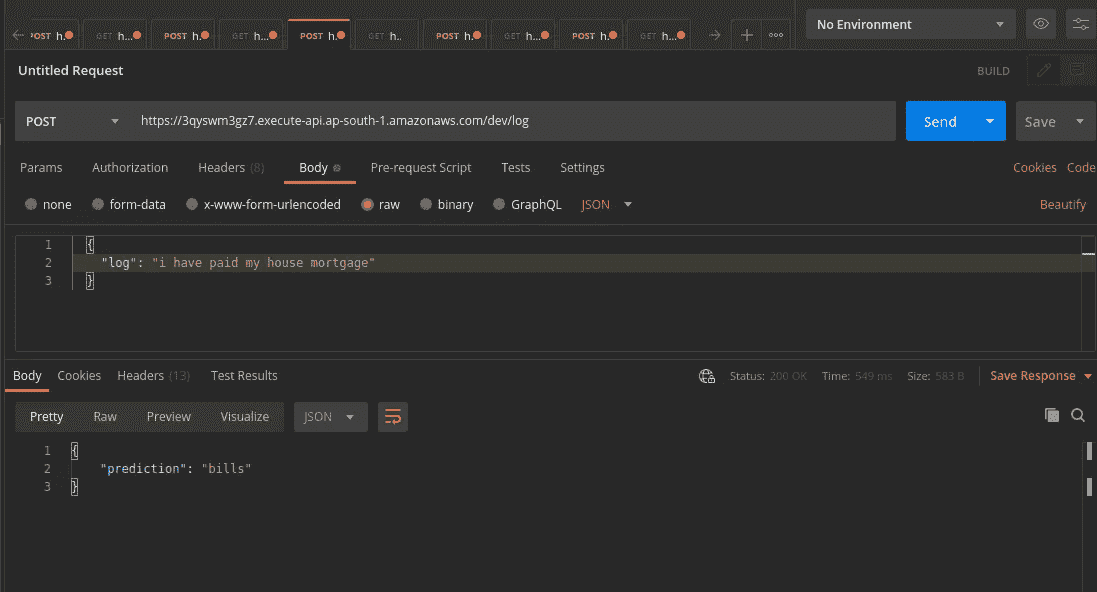 POST h. GET h... POST h. GET h... POST h. GET h.. POST h. GET h... POST h. GET h... No Environment
Untitled Request BUILD
POST https://3qyswm3gz7.execute-api.ap-south-1.amazonaws.com/dev/log Send Save
Params Authorization Headers (8) Body Pre-request Script Tests Settings Cookies Code
none form-data x-www-form-urlencoded raw binary GraphQL JSON Beautify
1 {
2 "log": "i have paid my house mortgage"
3 }
Body Cookies Headers (13) Test Results Status: 200 OK Time: 549 ms Size: 583 B Save Response
Pretty Raw Preview Visualize JSON
1 {
2 "prediction": "bills"
3 }